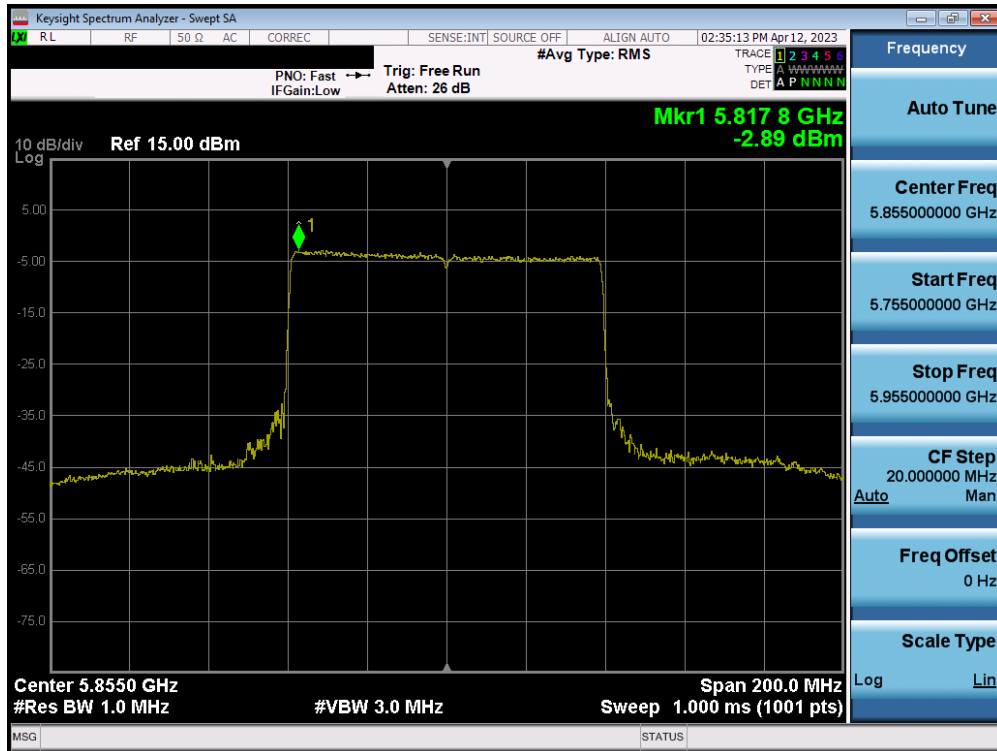 Keysight Spectrum Analyzer - Swept SA
LXI RL RF 50 Ω AC CORREC SENSE:INT SOURCE OFF ALIGN AUTO 02:35:13 PM Apr 12, 2023
#Avg Type: RMS
TRACE 1 2 3 4 5 6
TYPE A WWWWW
DET A P N N N N
PNO: Fast
IFGain:Low
Trig: Free Run
Atten: 26 dB
Mkr1 5.817 8 GHz
-2.89 dBm
10 dB/div
Log
Ref 15.00 dBm
1
5.00
-5.00
-15.0
-25.0
-35.0
-45.0
-55.0
-65.0
-75.0
Center 5.8550 GHz
Span 200.0 MHz
#Res BW 1.0 MHz
#VBW 3.0 MHz
Sweep 1.000 ms (1001 pts)
MSG
STATUS
Frequency
Auto Tune
Center Freq
5.855000000 GHz
Start Freq
5.755000000 GHz
Stop Freq
5.955000000 GHz
CF Step
20.000000 MHz
Auto Man
Freq Offset
0 Hz
Scale Type
Log Lin